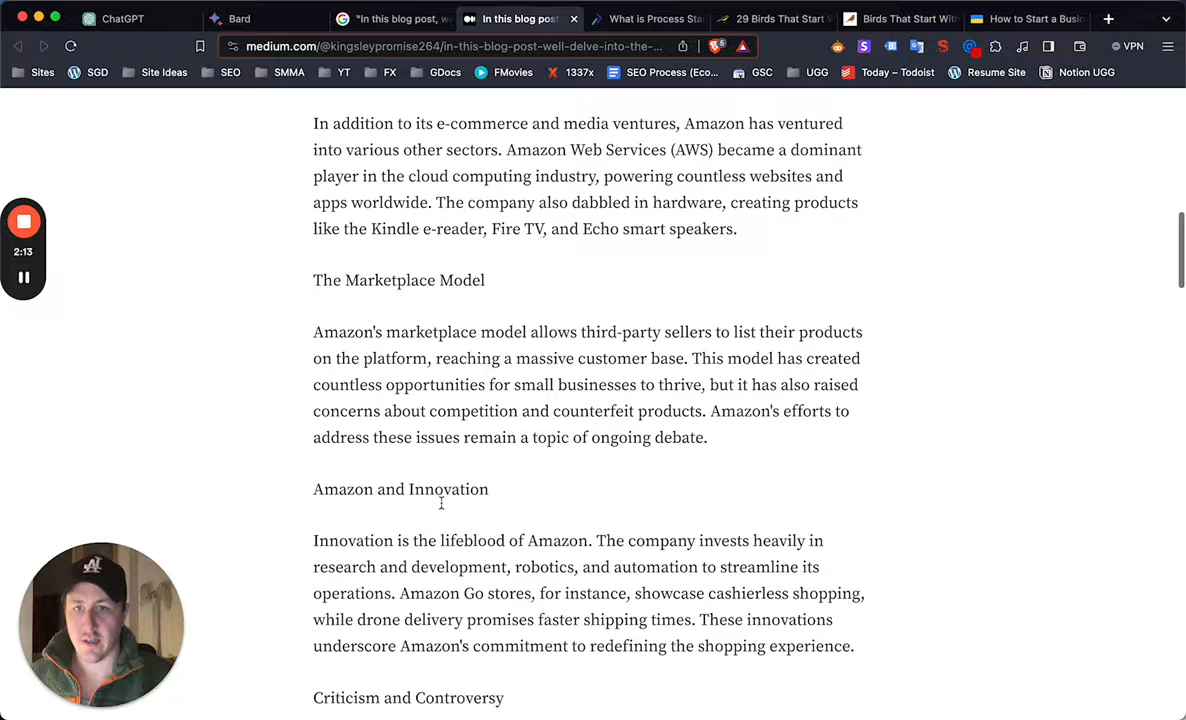 ChatGPT
Bard
"In this blog post, we
In this blog post
What is Process Sta
29 Birds That Start W
Birds That Start With
How to Start a Busin
medium.com/@kingsleypromise264/in-this-blog-post-well-delve-into-the-...
5
VPN
Sites
SGD
Site Ideas
SEO
SMMA
YT
FX
GDocs
FMovies
1337x
SEO Process (Eco...
GSC
UGG
Today – Todoist
Resume Site
Notion UGG
In addition to its e-commerce and media ventures, Amazon has ventured
into various other sectors. Amazon Web Services (AWS) became a dominant
player in the cloud computing industry, powering countless websites and
apps worldwide. The company also dabbled in hardware, creating products
like the Kindle e-reader, Fire TV, and Echo smart speakers.
2:13
The Marketplace Model
Amazon's marketplace model allows third-party sellers to list their products
on the platform, reaching a massive customer base. This model has created
countless opportunities for small businesses to thrive, but it has also raised
concerns about competition and counterfeit products. Amazon's efforts to
address these issues remain a topic of ongoing debate.
Amazon and Innovation
Innovation is the lifeblood of Amazon. The company invests heavily in
research and development, robotics, and automation to streamline its
operations. Amazon Go stores, for instance, showcase cashierless shopping,
while drone delivery promises faster shipping times. These innovations
underscore Amazon's commitment to redefining the shopping experience.
Criticism and Controversy